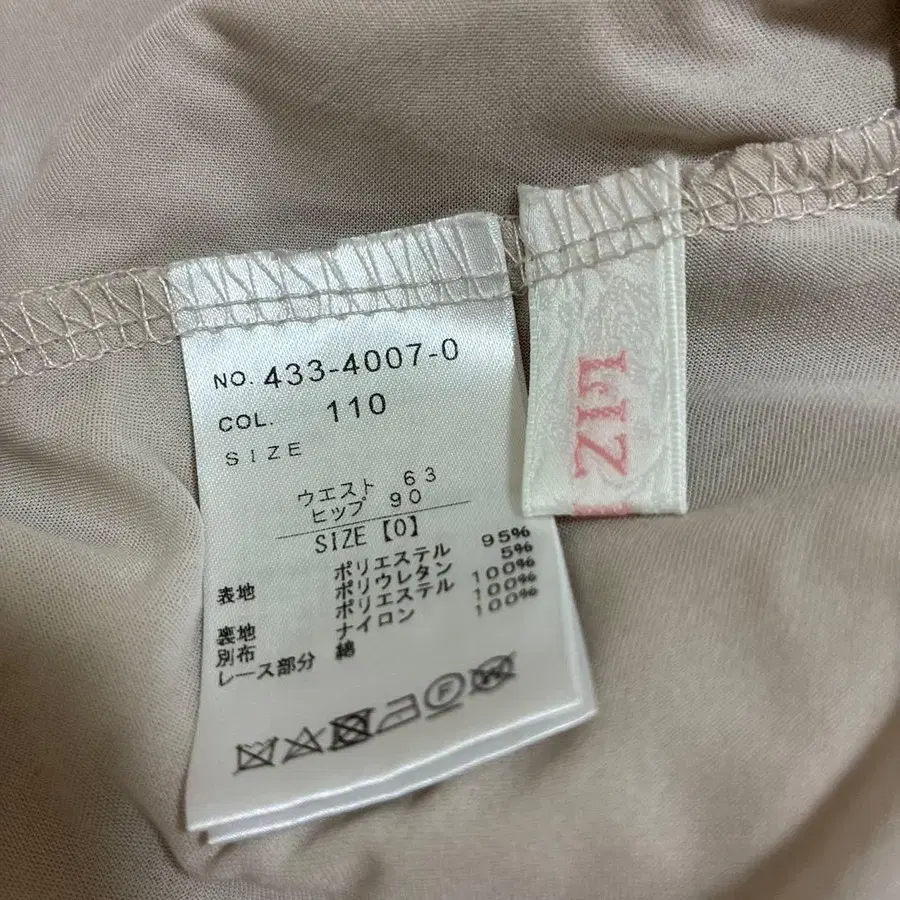 NO. 433-4007-0
COL. 110
SIZE
ウエスト 63
ヒップ 90
SIZE【0】
表地 ポリエステル 95%
ポリウレタン 5%
裏地 ポリエステル 100%
別布 ナイロン 100%
レース部分 綿 100%
F
W
LIZ